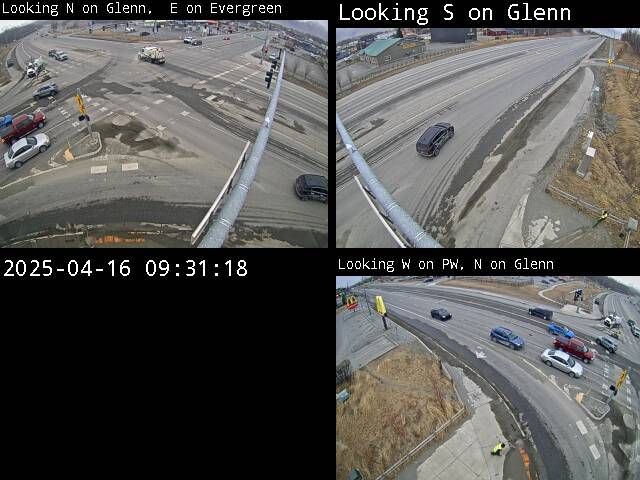 Looking N on Glenn,  E on Evergreen
Looking S on Glenn
2025-04-16 09:31:18
Looking W on PW, N on Glenn